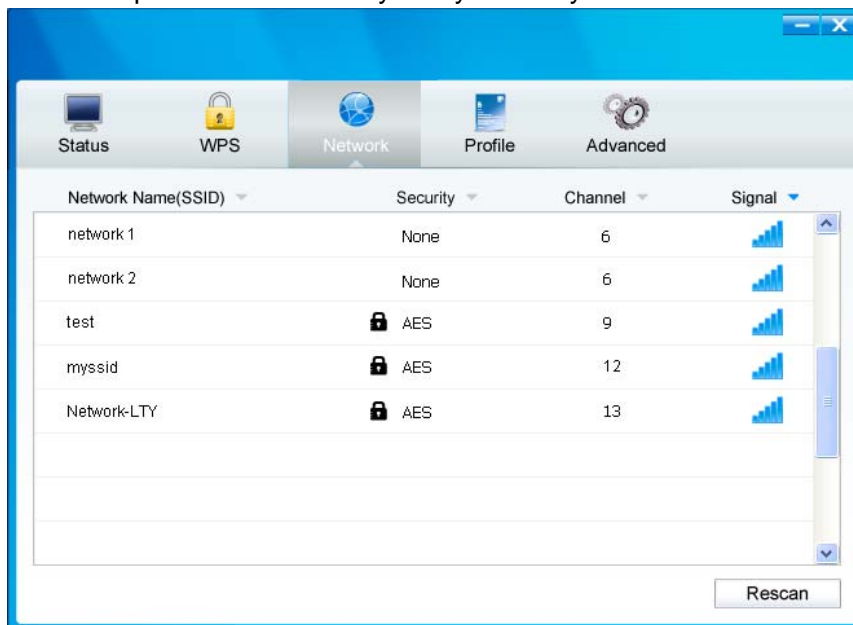 Status WPS Network Profile Advanced
Network Name(SSID) Security Channel Signal
network 1 None 6
network 2 None 6
test AES 9
myssid AES 12
Network-LTY AES 13
Rescan